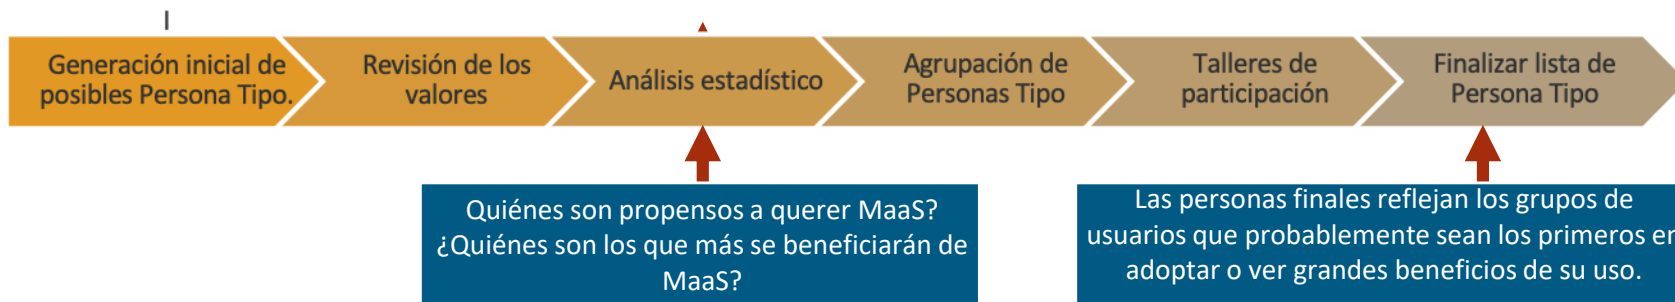 Generación inicial de
posibles Persona Tipo.
Revisión de los
valores
Análisis estadístico
Agrupación de
Personas Tipo
Talleres de
participación
Finalizar lista de
Persona Tipo
Quiénes son propensos a querer MaaS?
¿Quiénes son los que más se beneficiarán de
MaaS?
Las personas finales reflejan los grupos de
usuarios que probablemente sean los primeros en
adoptar o ver grandes beneficios de su uso.